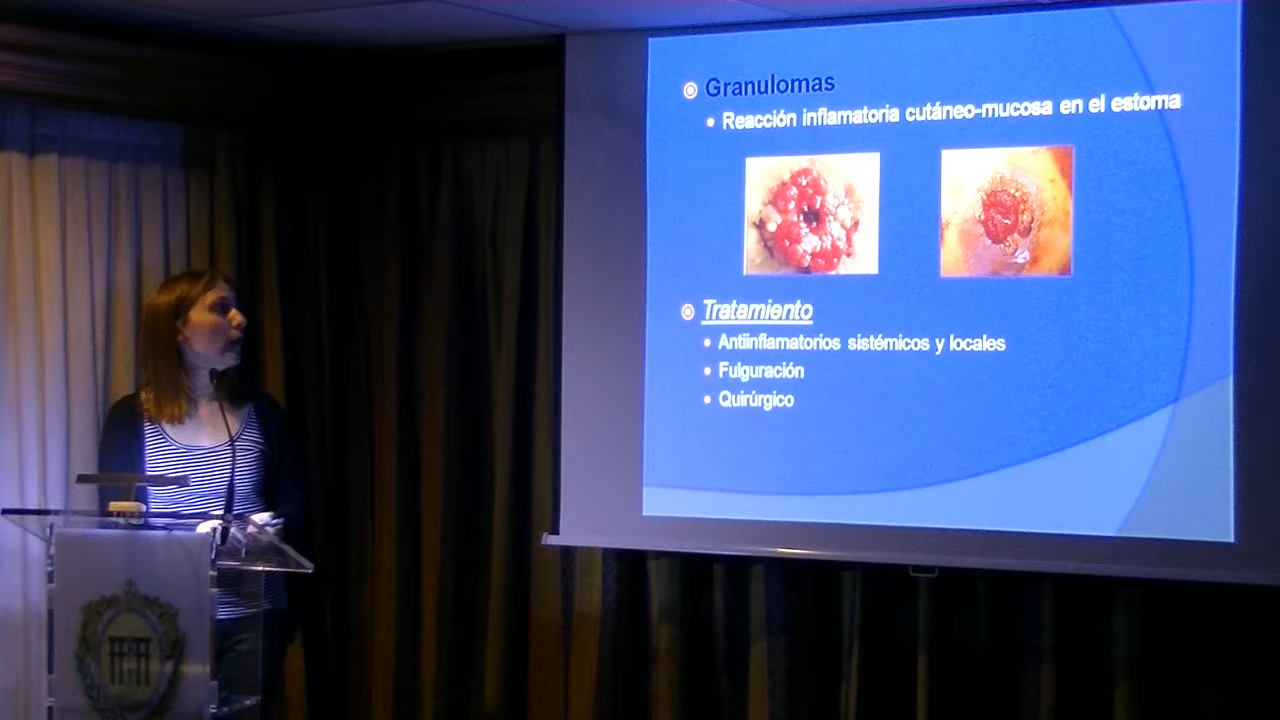 Granulomas
Reacción inflamatoria cutáneo-mucosa en el estoma
Tratamiento
Antiinflamatorios sistémicos y locales
Fulguración
Quirúrgico